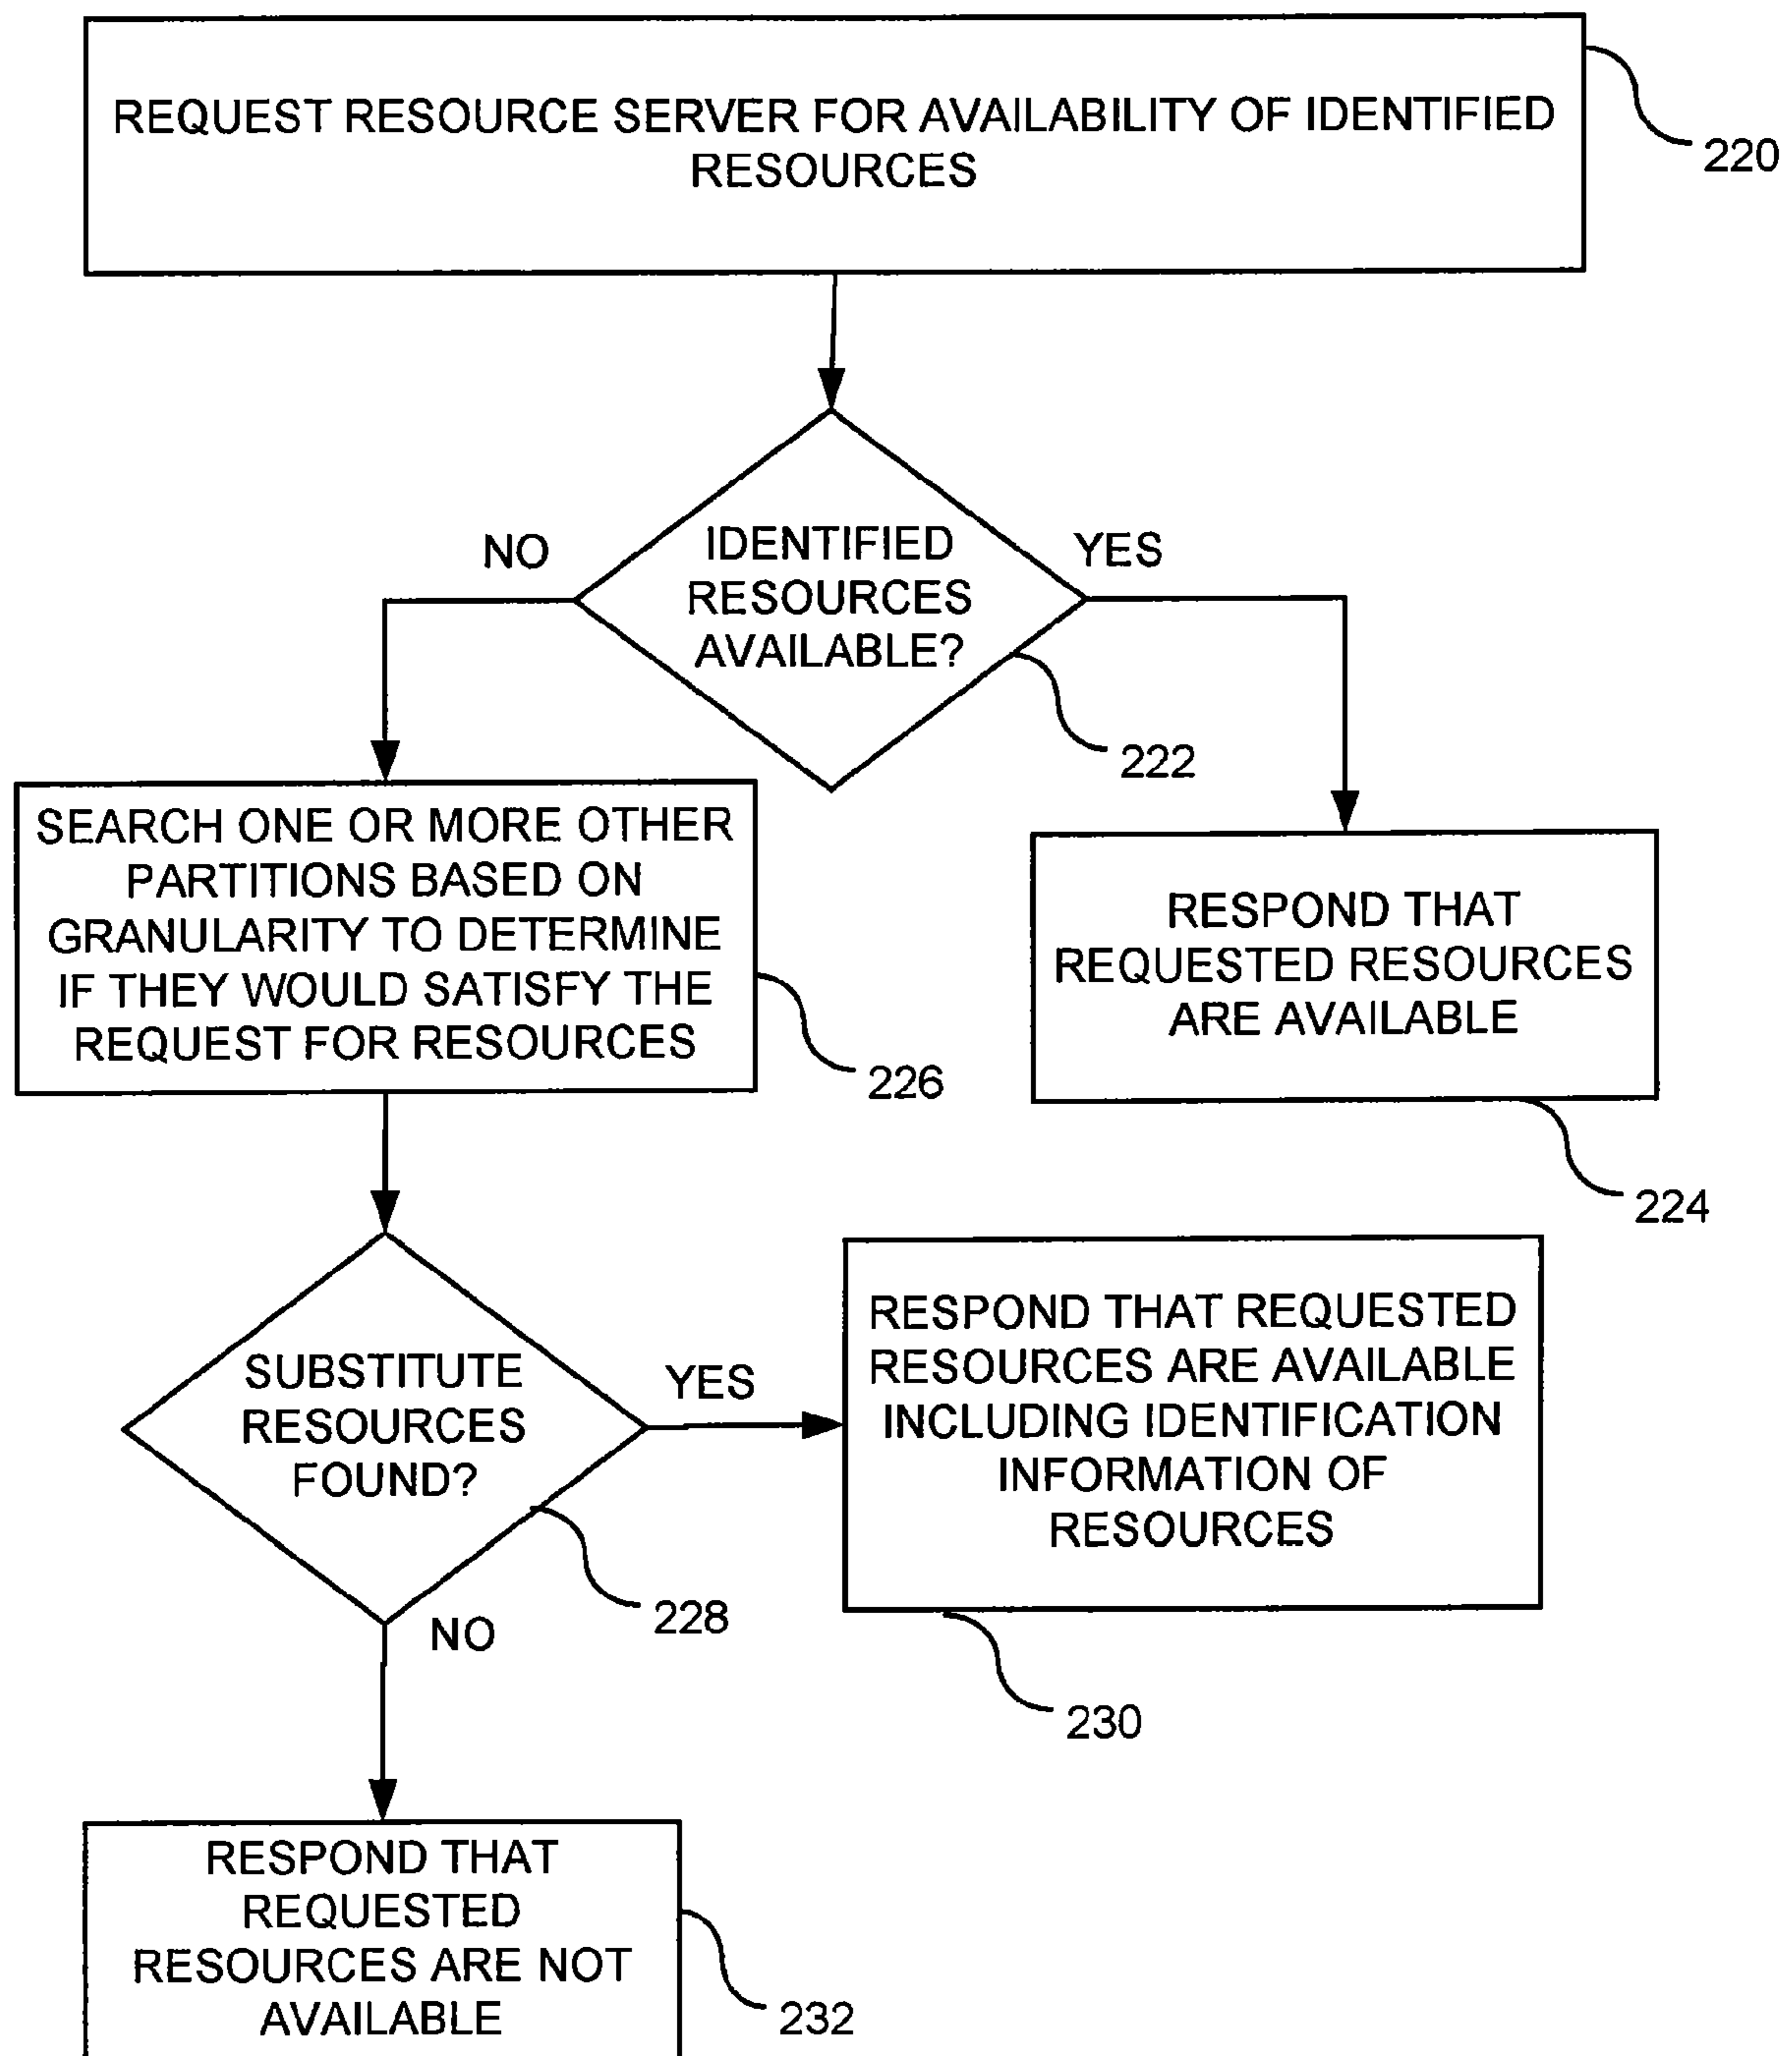 REQUEST RESOURCE SERVER FOR AVAILABILITY OF IDENTIFIED
RESOURCES
220
NO
YES
IDENTIFIED
RESOURCES
AVAILABLE?
222
SEARCH ONE OR MORE OTHER
PARTITIONS BASED ON
GRANULARITY TO DETERMINE
IF THEY WOULD SATISFY THE
REQUEST FOR RESOURCES
226
RESPOND THAT
REQUESTED RESOURCES
ARE AVAILABLE
224
SUBSTITUTE
RESOURCES
FOUND?
YES
228
NO
RESPOND THAT REQUESTED
RESOURCES ARE AVAILABLE
INCLUDING IDENTIFICATION
INFORMATION OF
RESOURCES
230
RESPOND THAT
REQUESTED
RESOURCES ARE NOT
AVAILABLE
232